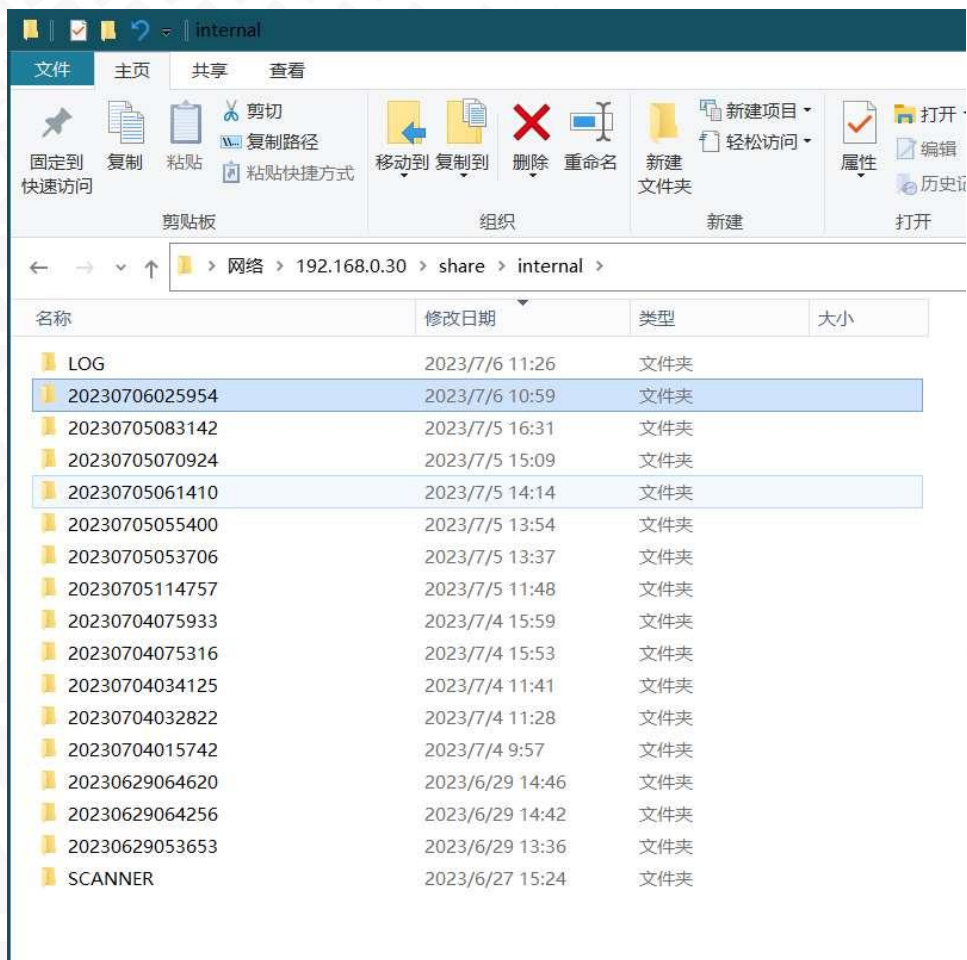 internal
文件 主页 共享 查看
固定到
快速访问
复制
粘贴
剪切
复制路径
粘贴快捷方式
剪贴板
移动到 复制到 删除 重命名
组织
新建
文件夹
新建项目
轻松访问
新建
属性
打开
编辑
历史记
打开
网络 > 192.168.0.30 > share > internal >
名称 修改日期 类型 大小
LOG 2023/7/6 11:26 文件夹
20230706025954 2023/7/6 10:59 文件夹
20230705083142 2023/7/5 16:31 文件夹
20230705070924 2023/7/5 15:09 文件夹
20230705061410 2023/7/5 14:14 文件夹
20230705055400 2023/7/5 13:54 文件夹
20230705053706 2023/7/5 13:37 文件夹
20230705114757 2023/7/5 11:48 文件夹
20230704075933 2023/7/4 15:59 文件夹
20230704075316 2023/7/4 15:53 文件夹
20230704034125 2023/7/4 11:41 文件夹
20230704032822 2023/7/4 11:28 文件夹
20230704015742 2023/7/4 9:57 文件夹
20230629064620 2023/6/29 14:46 文件夹
20230629064256 2023/6/29 14:42 文件夹
20230629053653 2023/6/29 13:36 文件夹
SCANNER 2023/6/27 15:24 文件夹